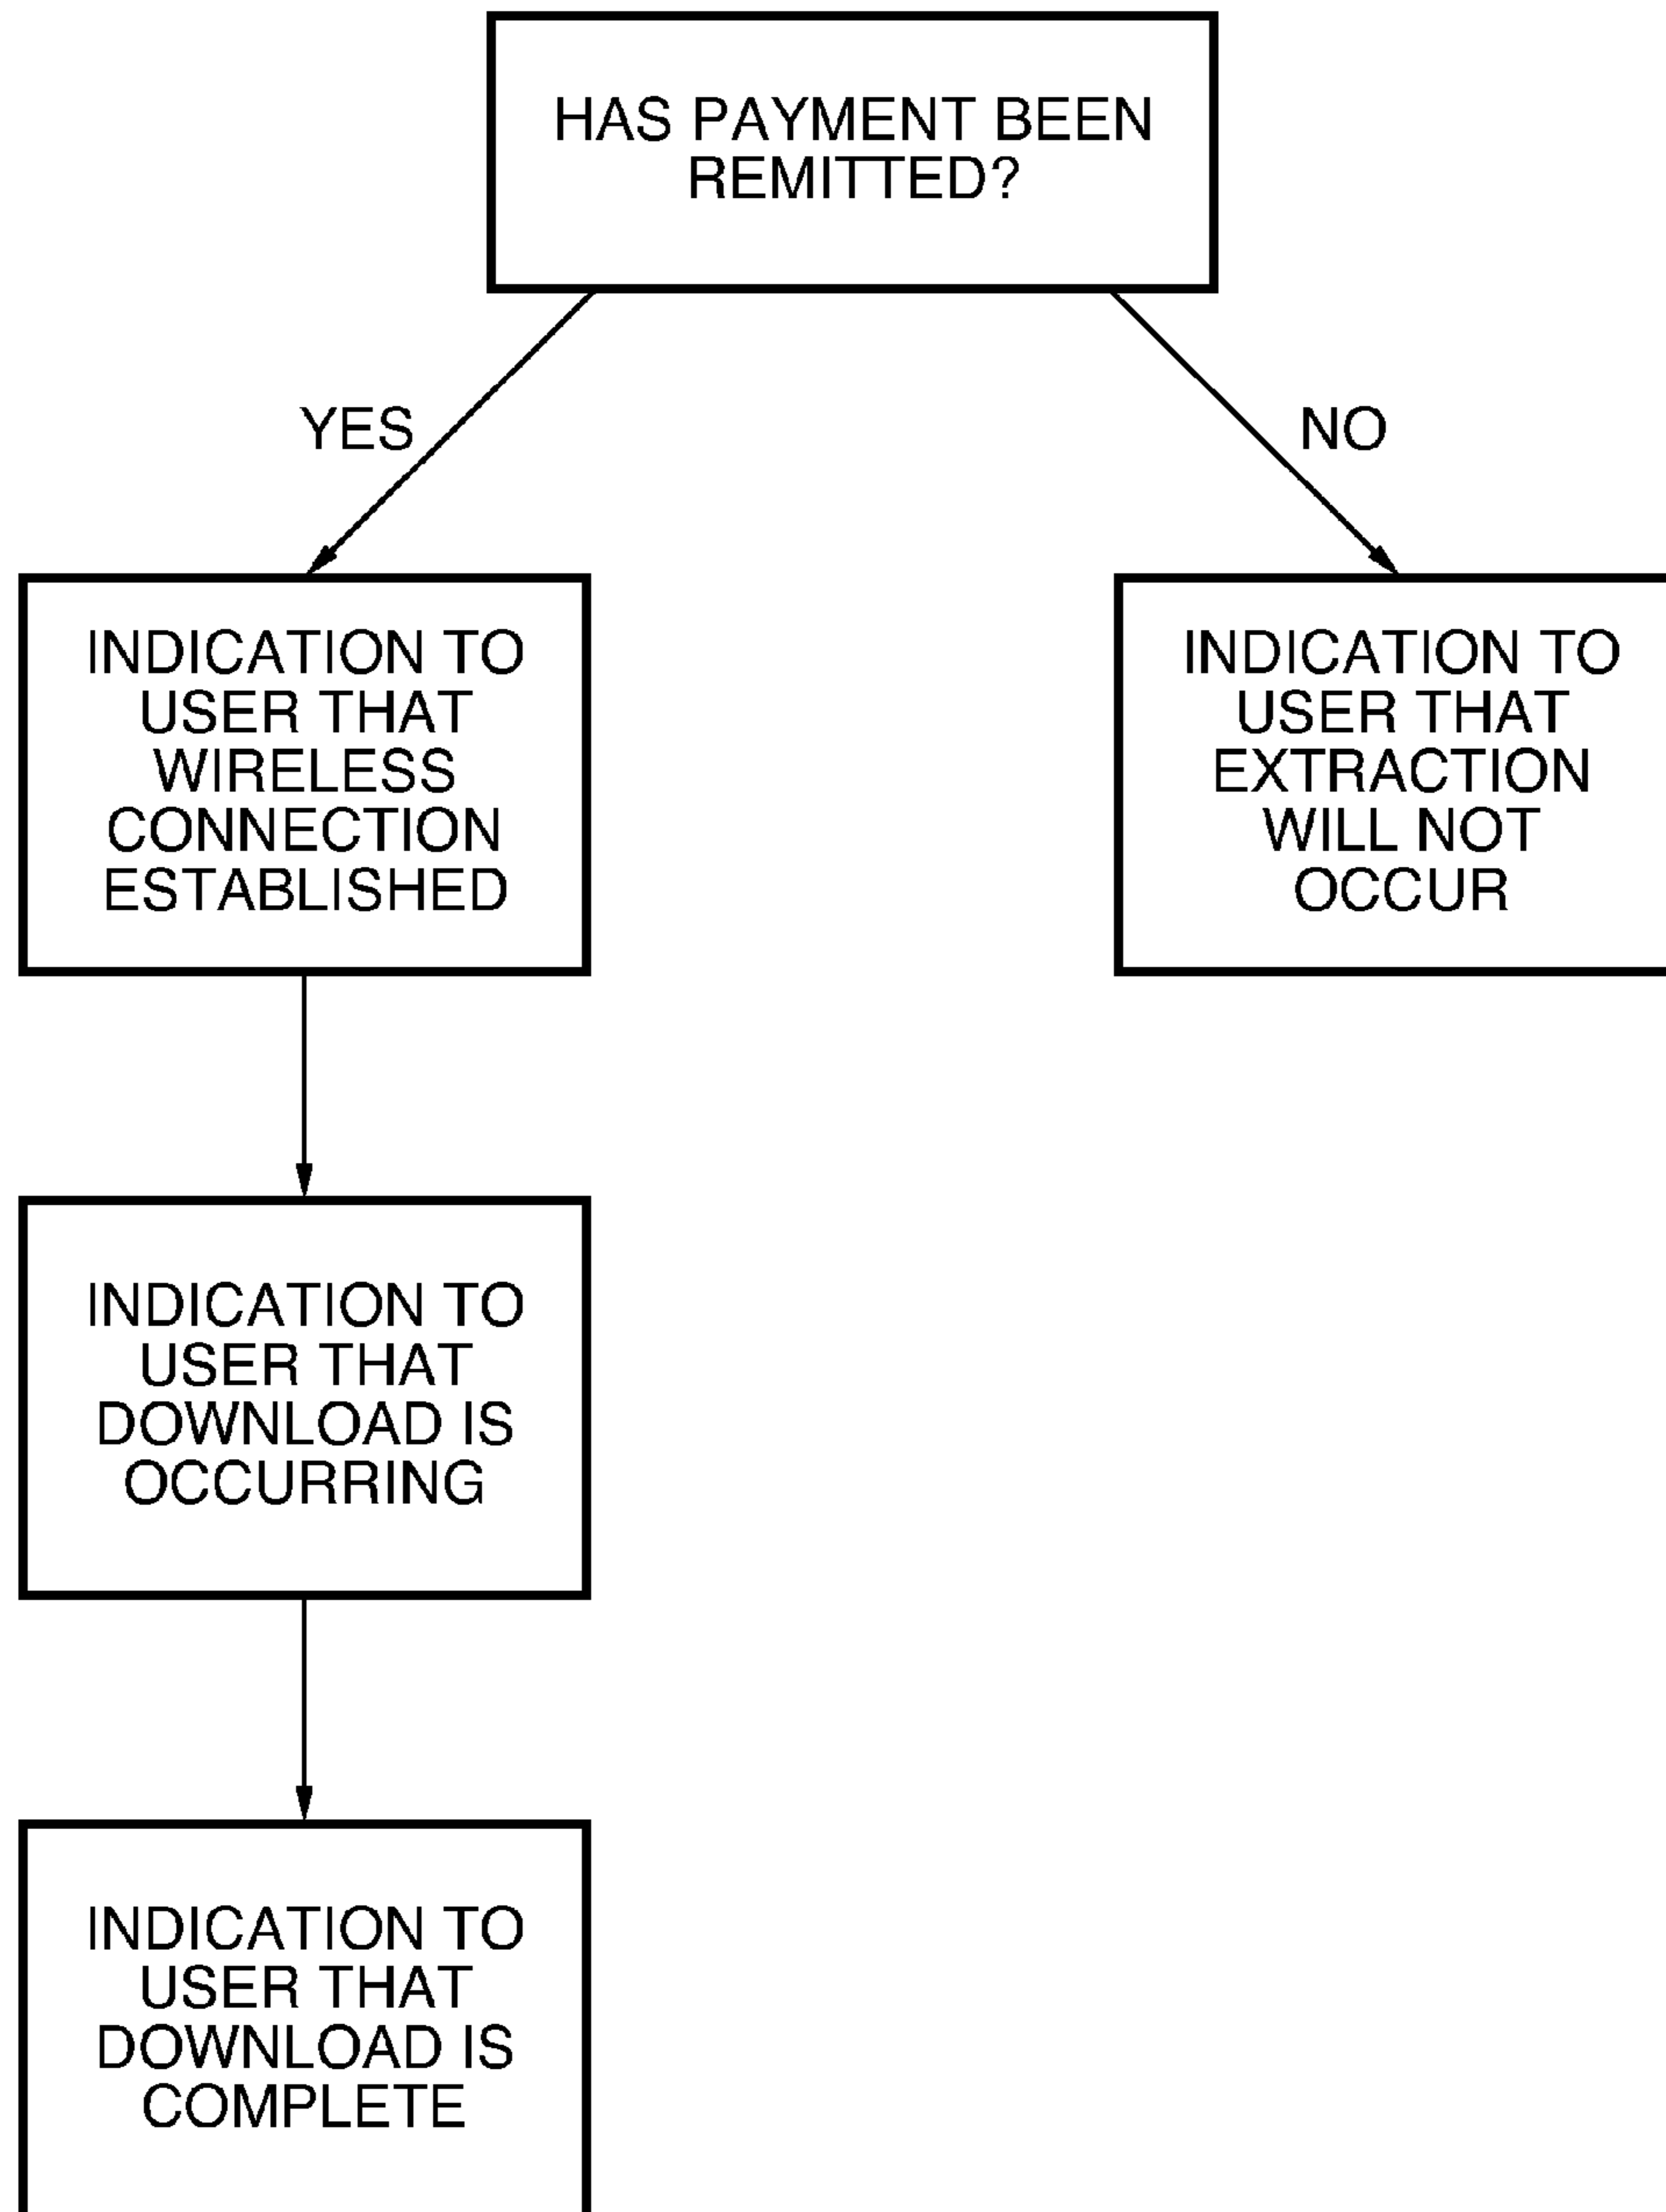 HAS PAYMENT BEEN
REMITTED?
YES
NO
INDICATION TO
USER THAT
WIRELESS
CONNECTION
ESTABLISHED
INDICATION TO
USER THAT
EXTRACTION
WILL NOT
OCCUR
INDICATION TO
USER THAT
DOWNLOAD IS
OCCURRING
INDICATION TO
USER THAT
DOWNLOAD IS
COMPLETE